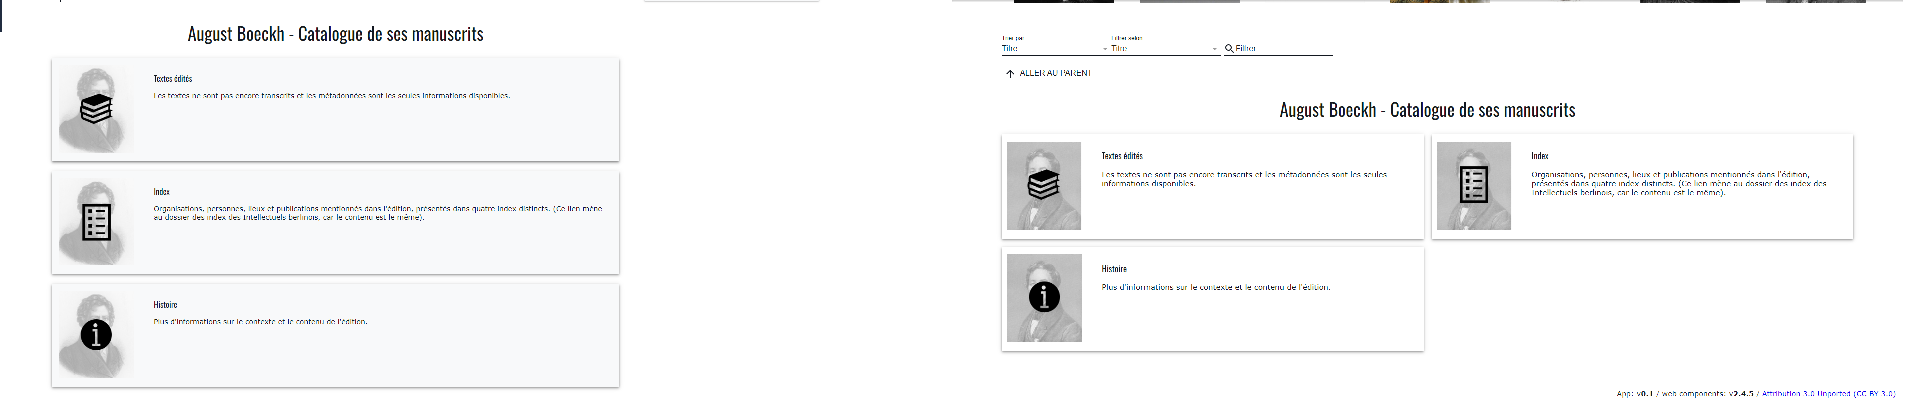 August Boeckh - Catalogue de ses manuscrits
Textes édités
Les textes ne sont pas encore transcrits et les métadonnées sont les seules informations disponibles.
Index
Organisations, personnes, lieux et publications mentionnés dans l'édition, présentés dans quatre index distincts. (Ce lien mène
au dossier des index des Intellectuels berlinois, car le contenu est le même).
Histoire
Plus d'informations sur le contexte et le contenu de l'édition.
Trier par
Titre
Filtrer selon
Titre
Filtrer
ALLER AU PARENT
August Boeckh - Catalogue de ses manuscrits
Textes édités
Les textes ne sont pas encore transcrits et les métadonnées sont les seules
informations disponibles.
Index
Organisations, personnes, lieux et publications mentionnés dans l'édition,
présentés dans quatre index distincts. (Ce lien mène au dossier des index des
Intellectuels berlinois, car le contenu est le même).
Histoire
Plus d'informations sur le contexte et le contenu de l'édition.
App: v0.1 / web components: v2.4.5 / Attribution 3.0 Unported (CC BY 3.0)